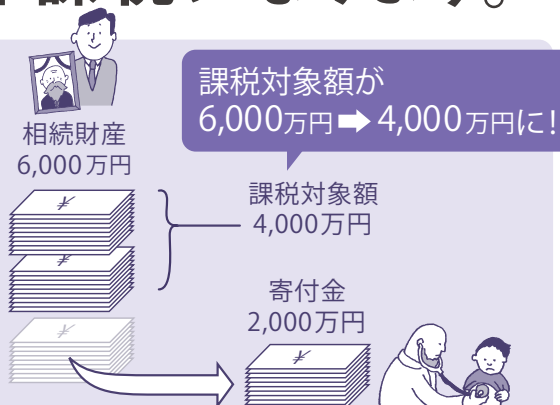 課税対象額が
6,000万円➡4,000万円に！
相続財産
6,000万円
課税対象額
4,000万円
寄付金
2,000万円
¥
¥
¥
¥